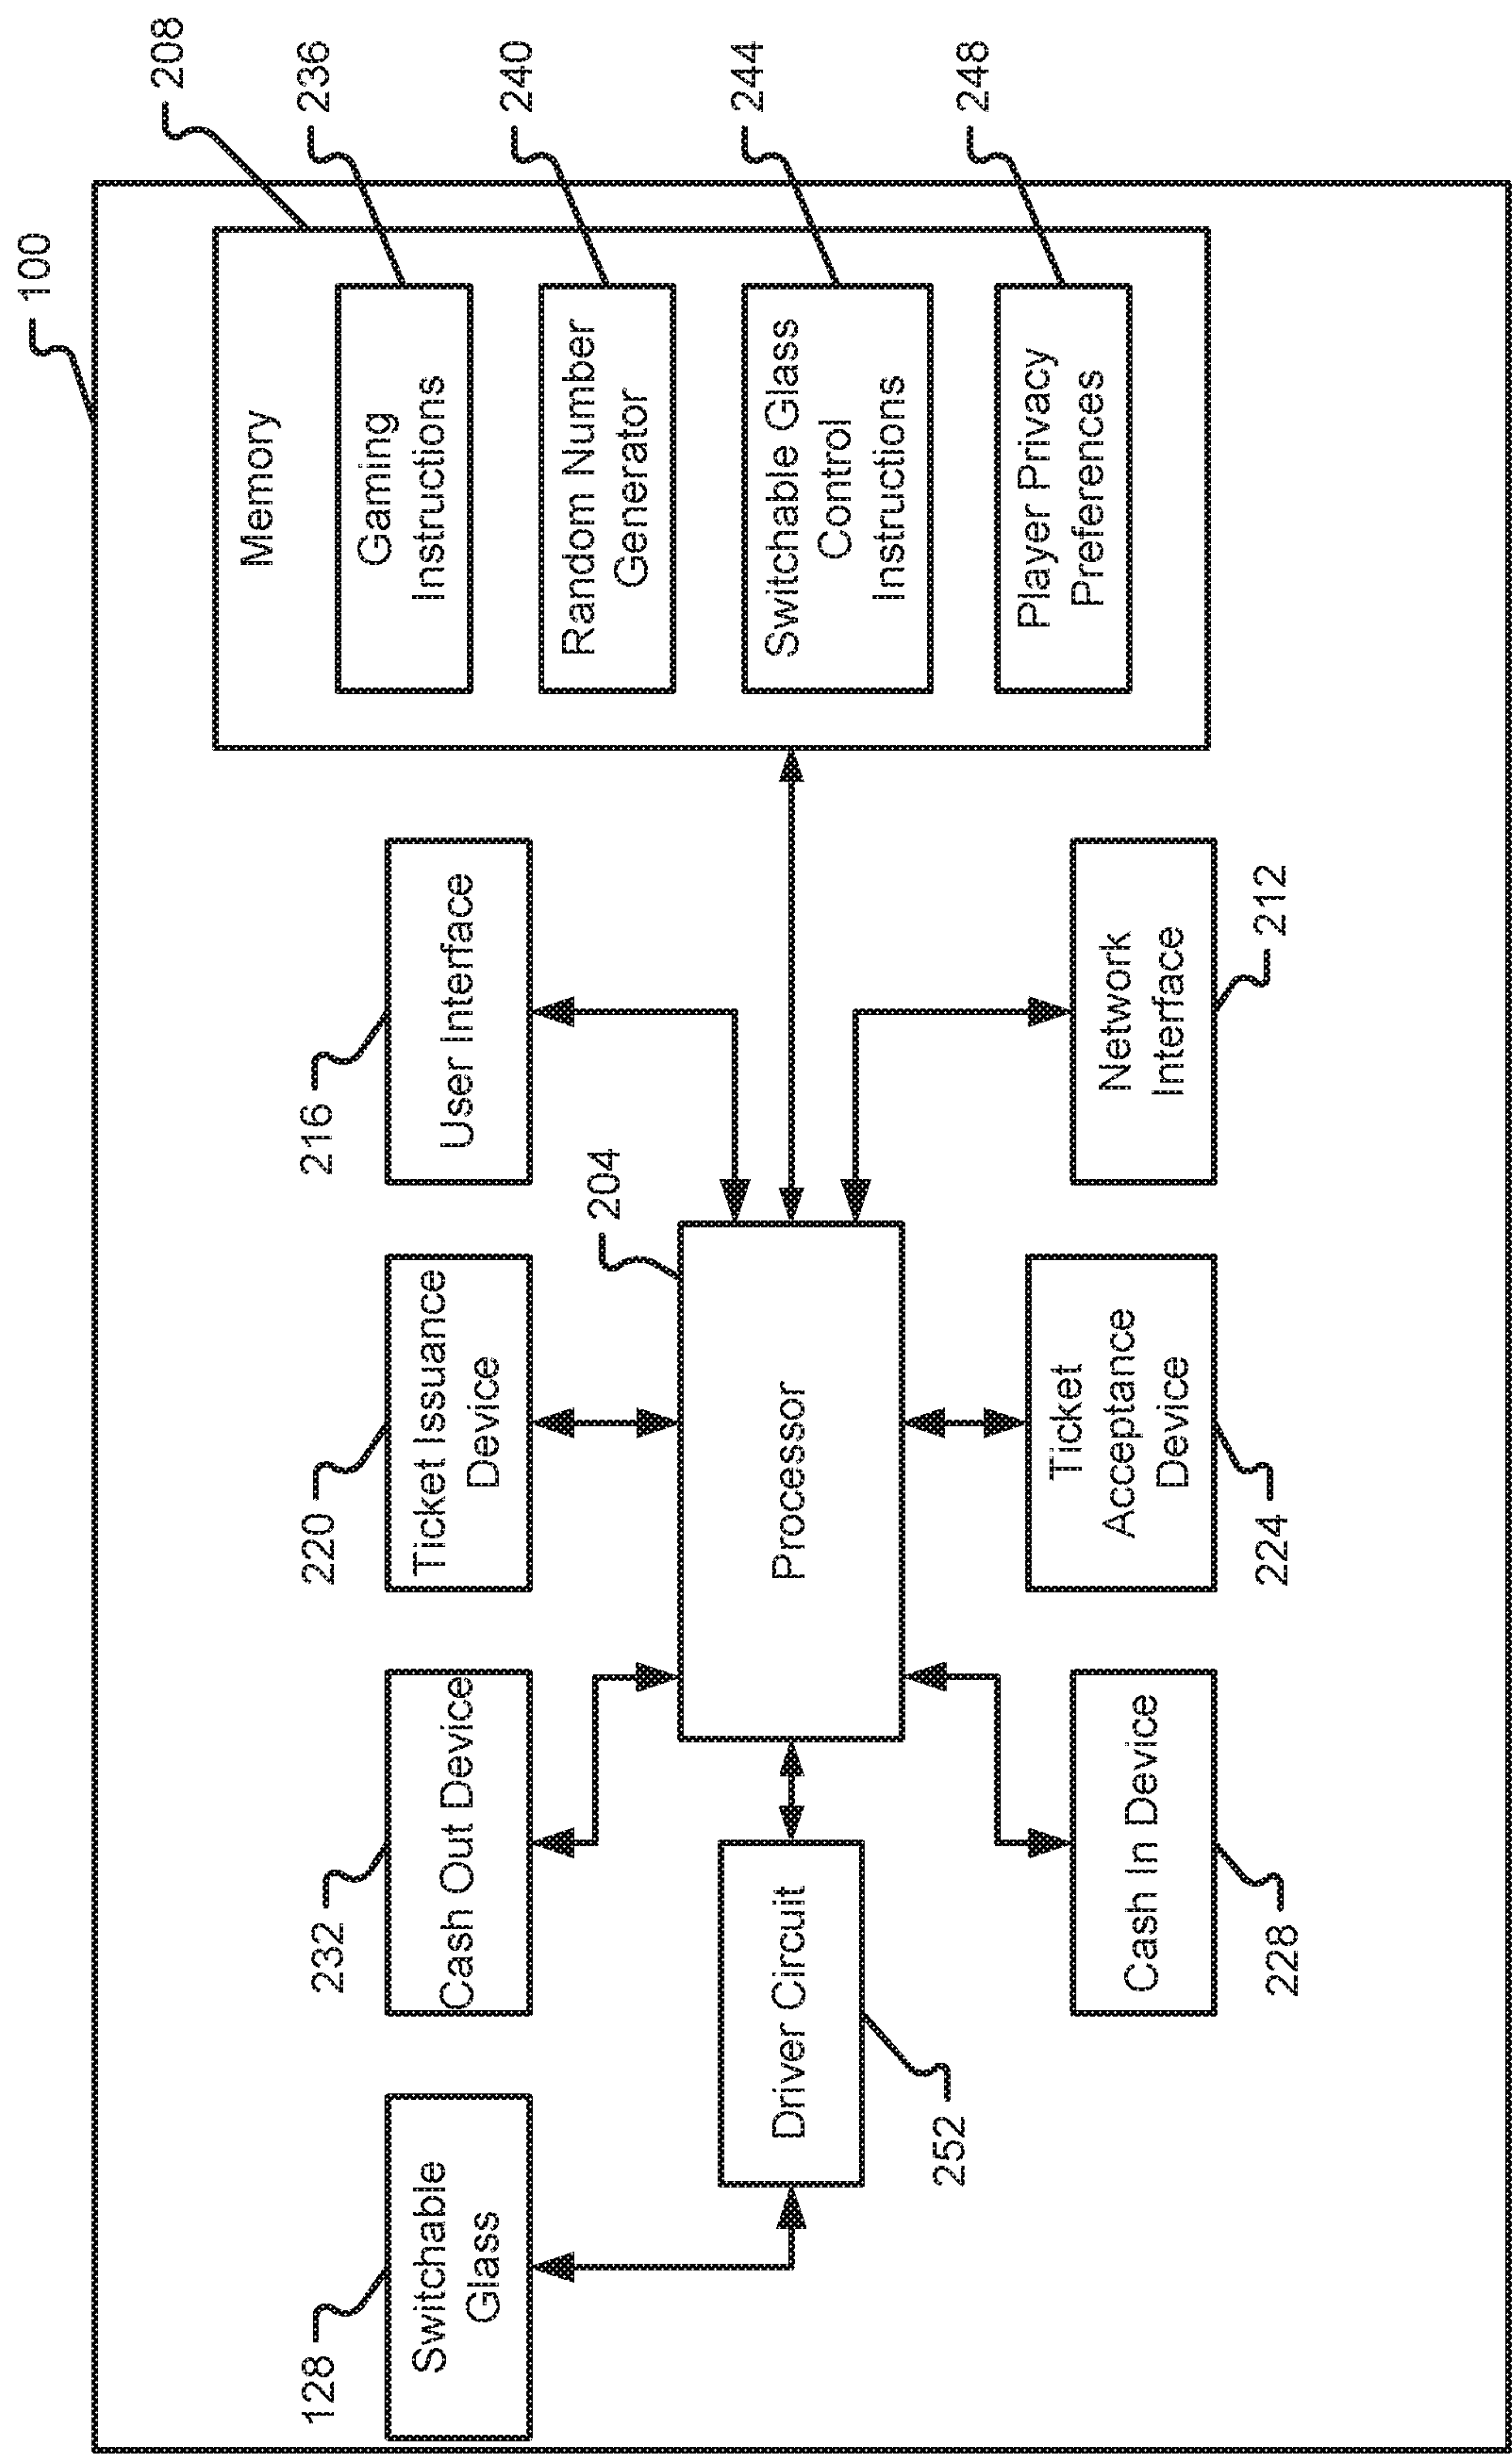 100
128
Switchable
Glass
232
Cash Out Device
220
Ticket Issuance
Device
216
User Interface
208
Memory
236
Gaming
Instructions
240
Random Number
Generator
244
Switchable Glass
Control
Instructions
248
Player Privacy
Preferences
204
Processor
252
Driver Circuit
228
Cash In Device
224
Ticket
Acceptance
Device
212
Network
Interface